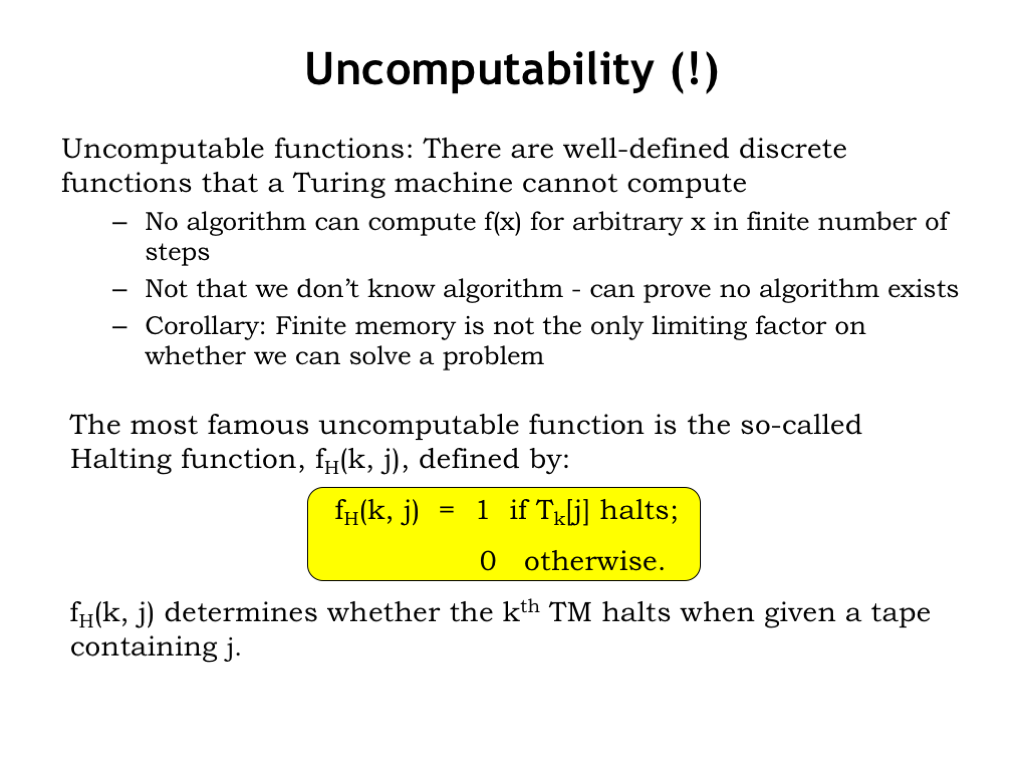 Uncomputability (!)
Uncomputable functions: There are well-defined discrete
functions that a Turing machine cannot compute
– No algorithm can compute f(x) for arbitrary x in finite number of
steps
– Not that we don’t know algorithm - can prove no algorithm exists
– Corollary: Finite memory is not the only limiting factor on
whether we can solve a problem
The most famous uncomputable function is the so-called
Halting function, f_H(k, j), defined by:
f_H(k, j) = 1 if T_k[j] halts;
0 otherwise.
f_H(k, j) determines whether the k^th TM halts when given a tape
containing j.